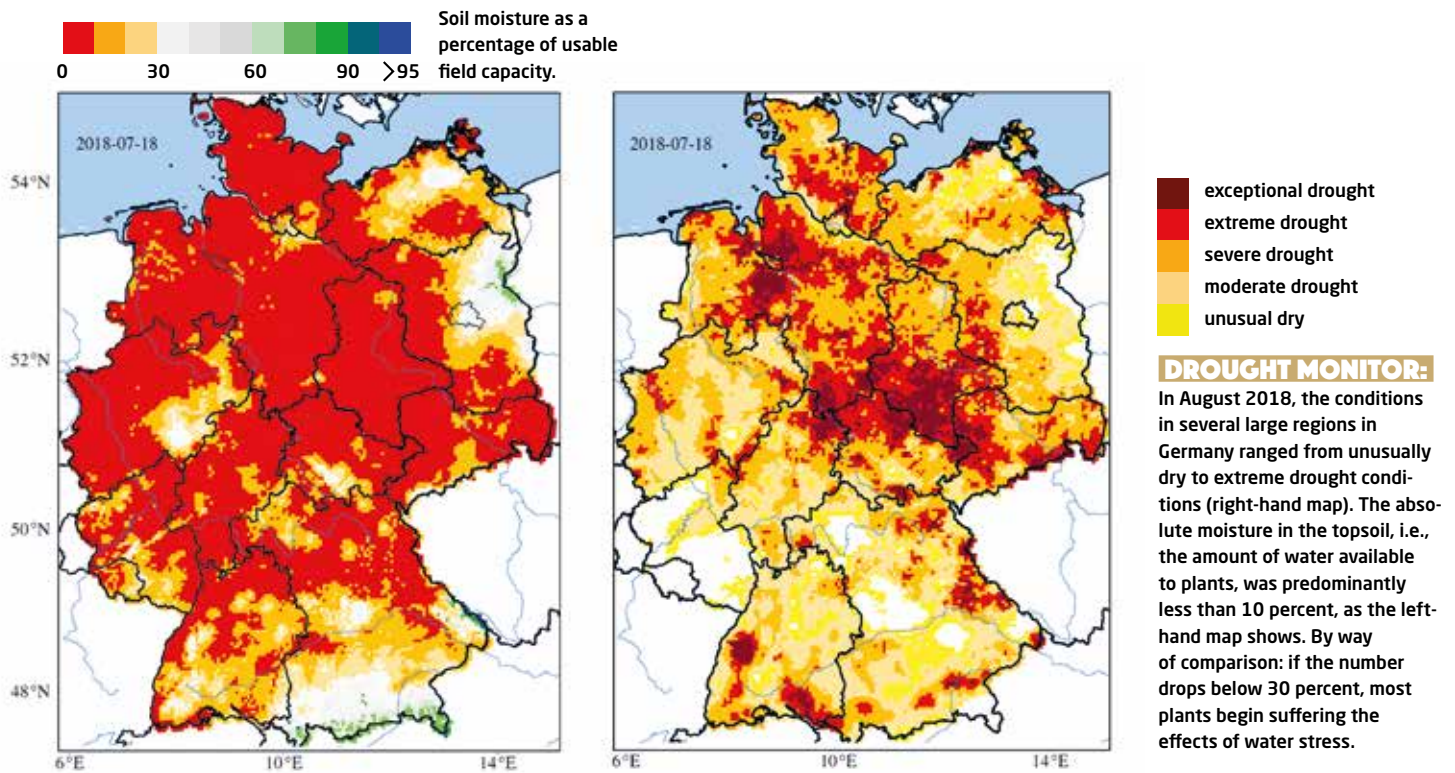 Soil moisture as a
percentage of usable
field capacity.
0 30 60 90 >95
2018-07-18
54°N
52°N
50°N
48°N
6°E 10°E 14°E
2018-07-18
6°E 10°E 14°E
exceptional drought
extreme drought
severe drought
moderate drought
unusual dry
DROUGHT MONITOR:
In August 2018, the conditions
in several large regions in
Germany ranged from unusually
dry to extreme drought condi-
tions (right-hand map). The abso-
lute moisture in the topsoil, i.e.,
the amount of water available
to plants, was predominantly
less than 10 percent, as the left-
hand map shows. By way
of comparison: if the number
drops below 30 percent, most
plants begin suffering the
effects of water stress.